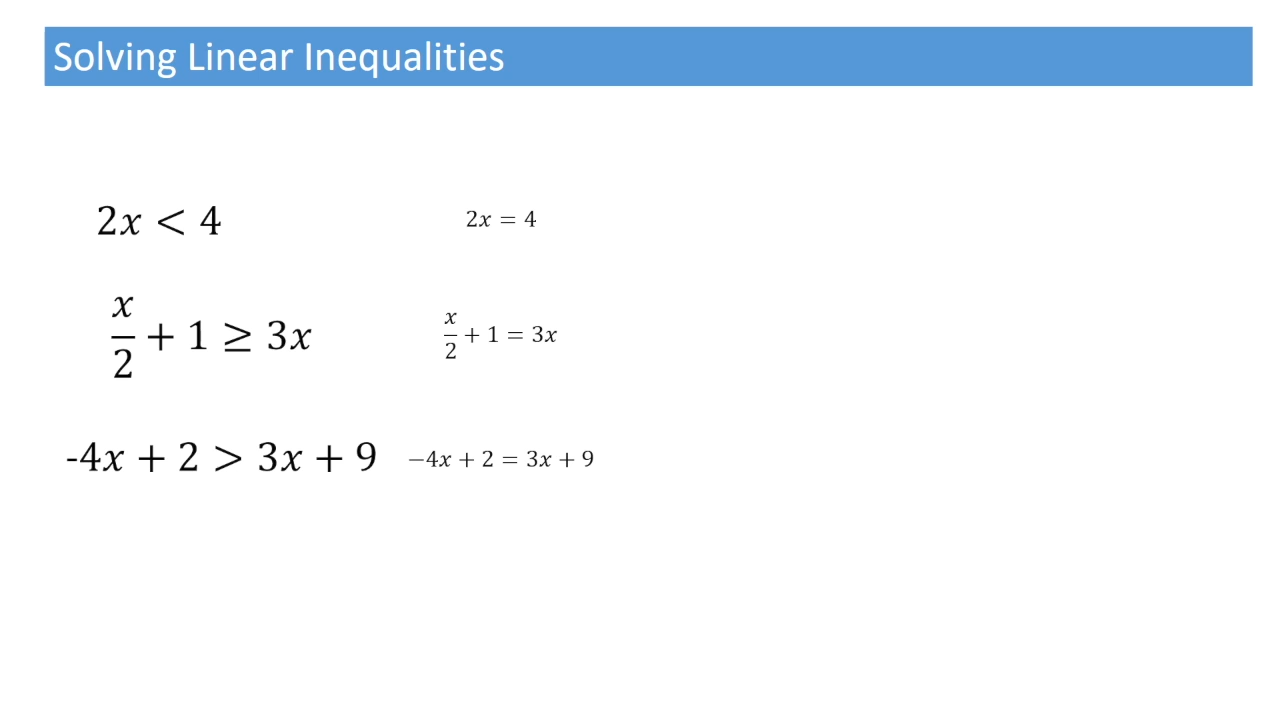 Solving Linear Inequalities
2x < 4
2x = 4
x/2 + 1 ≥ 3x
x/2 + 1 = 3x
-4x + 2 > 3x + 9
−4x + 2 = 3x + 9